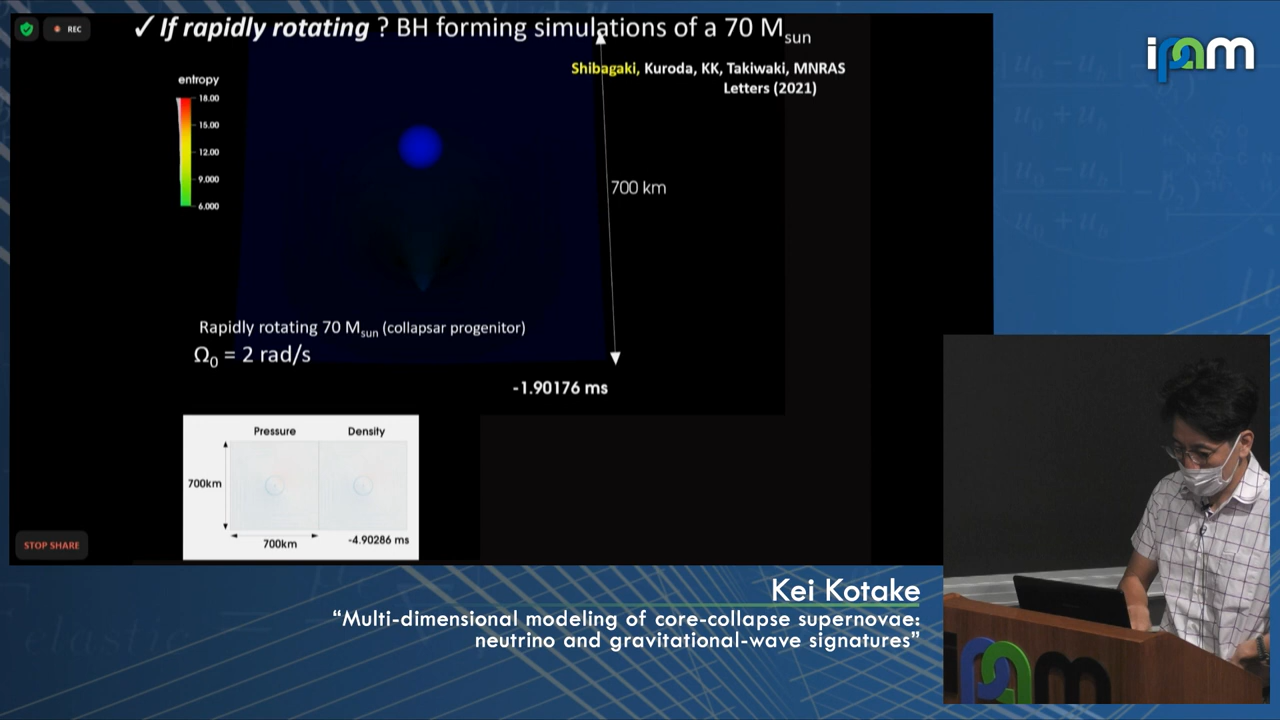 ✓ If rapidly rotating ? BH forming simulations of a 70 Msun
REC
ipam
Shibagaki, Kuroda, KK, Takiwaki, MNRAS
Letters (2021)
entropy
18.00
15.00
12.00
9.000
6.000
700 km
Rapidly rotating 70 Msun (collapsar progenitor)
Ω0 = 2 rad/s
-1.90176 ms
Pressure
Density
700km
700km
-4.90286 ms
STOP SHARE
Kei Kotake
“Multi-dimensional modeling of core-collapse supernovae:
neutrino and gravitational-wave signatures”
elastic